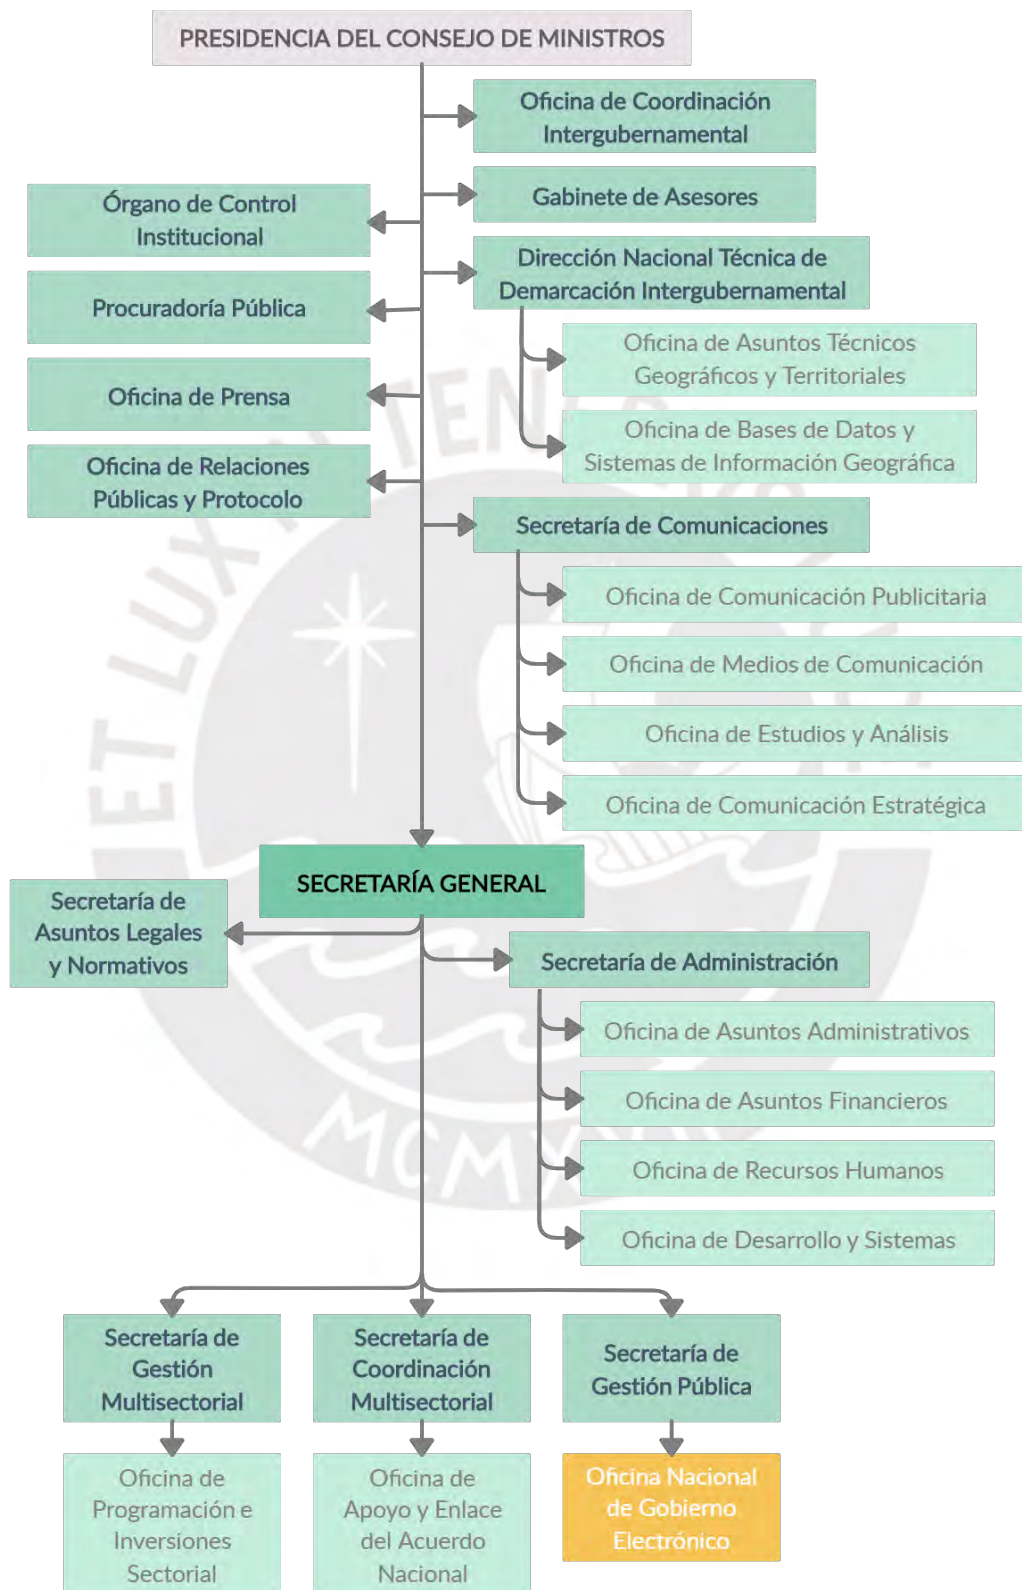 PRESIDENCIA DEL CONSEJO DE MINISTROS
Oficina de Coordinación
Intergubernamental
Gabinete de Asesores
Órgano de Control
Institucional
Dirección Nacional Técnica de
Demarcación Intergubernamental
Procuradoría Pública
Oficina de Asuntos Técnicos
Geográficos y Territoriales
Oficina de Prensa
Oficina de Bases de Datos y
Sistemas de Información Geográfica
Oficina de Relaciones
Públicas y Protocolo
Secretaría de Comunicaciones
Oficina de Comunicación Publicitaria
Oficina de Medios de Comunicación
Oficina de Estudios y Análisis
Oficina de Comunicación Estratégica
SECRETARÍA GENERAL
Secretaría de
Asuntos Legales
y Normativos
Secretaría de Administración
Oficina de Asuntos Administrativos
Oficina de Asuntos Financieros
Oficina de Recursos Humanos
Oficina de Desarrollo y Sistemas
Secretaría de
Gestión
Multisectorial
Secretaría de
Coordinación
Multisectorial
Secretaría de
Gestión Pública
Oficina de
Programación e
Inversiones
Sectorial
Oficina de
Apoyo y Enlace
del Acuerdo
Nacional
Oficina Nacional
de Gobierno
Electrónico
ET LUX